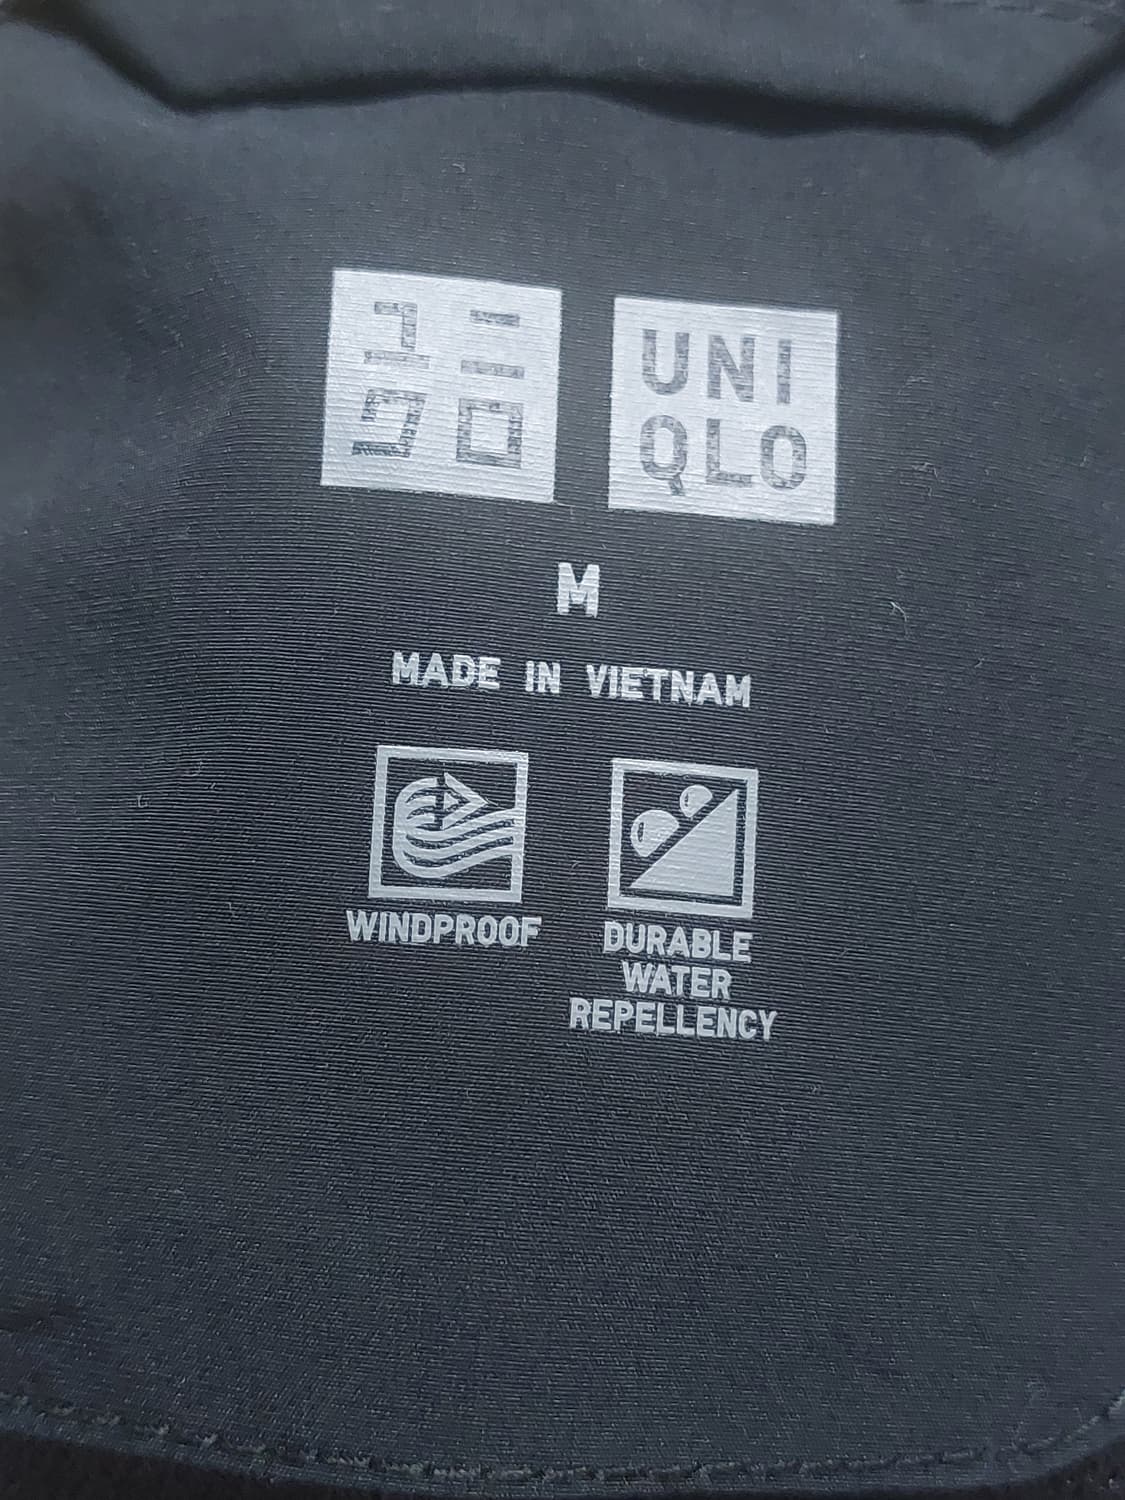 ユニ
クロ
UNI
QLO
M
MADE IN VIETNAM
WINDPROOF
DURABLE
WATER
REPELLENCY